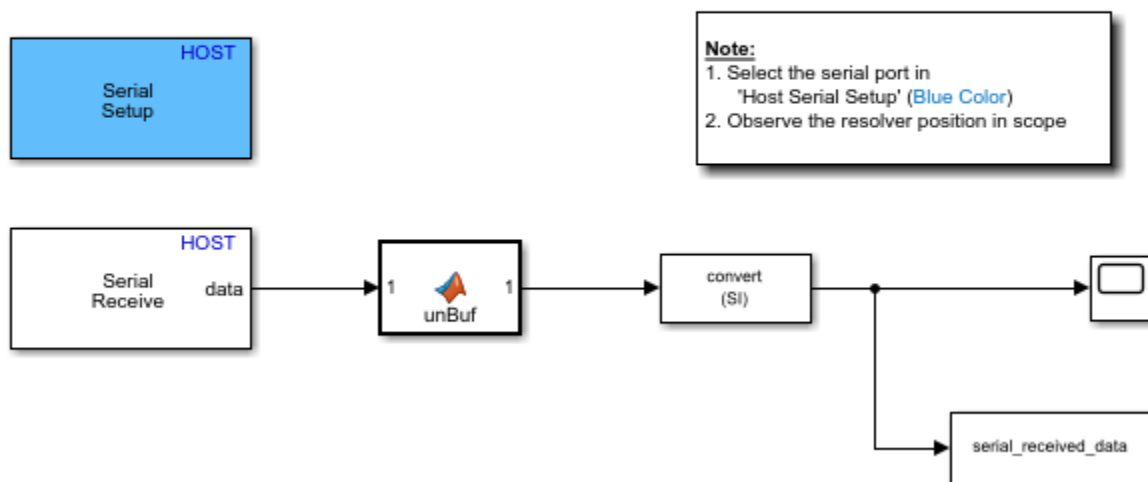 HOST
Serial
Setup
Note:
1. Select the serial port in
'Host Serial Setup' (Blue Color)
2. Observe the resolver position in scope
HOST
Serial
Receive
data
1
1
unBuf
convert
(SI)
serial_received_data